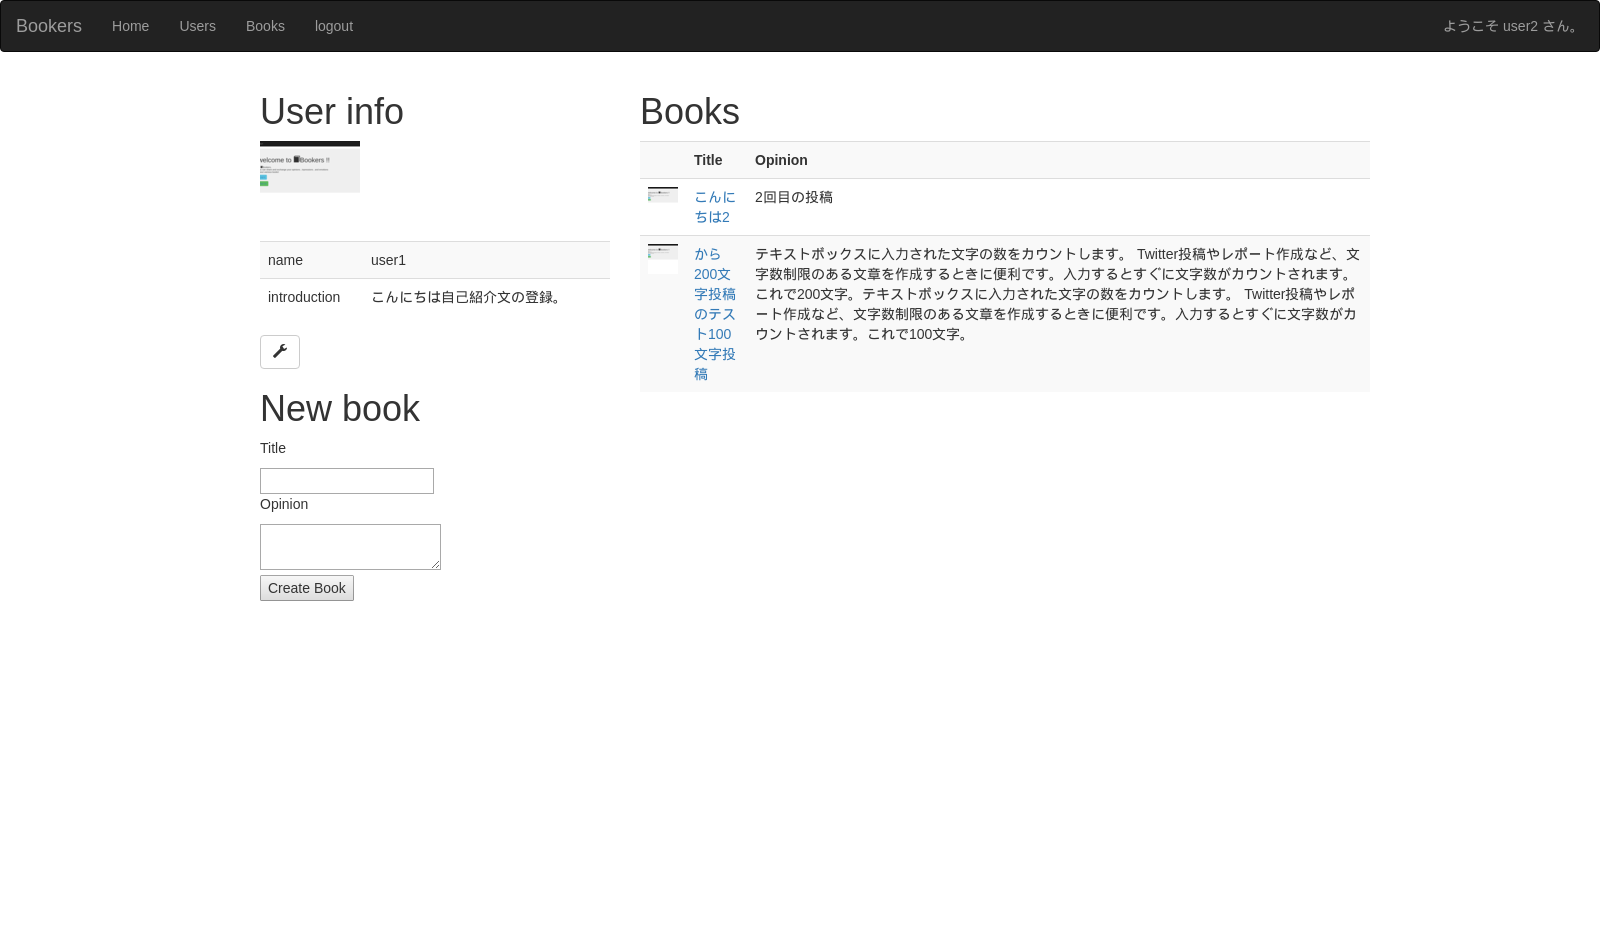 Bookers Home Users Books logout ようこそ user2 さん。
User info
welcome to Bookers !!
name user1
introduction こんにちは自己紹介文の登録。
New book
Title
Opinion
Create Book
Books
Title Opinion
こんに 2回目の投稿
ちは2
から テキストボックスに入力された文字の数をカウントします。 Twitter投稿やレポート作成など、文
200文 字数制限のある文章を作成するときに便利です。入力するとすぐに文字数がカウントされます。
字投稿 これで200文字。テキストボックスに入力された文字の数をカウントします。 Twitter投稿やレポ
のテス ート作成など、文字数制限のある文章を作成するときに便利です。入力するとすぐに文字数がカ
ト100 ウントされます。これで100文字。
文字投
稿